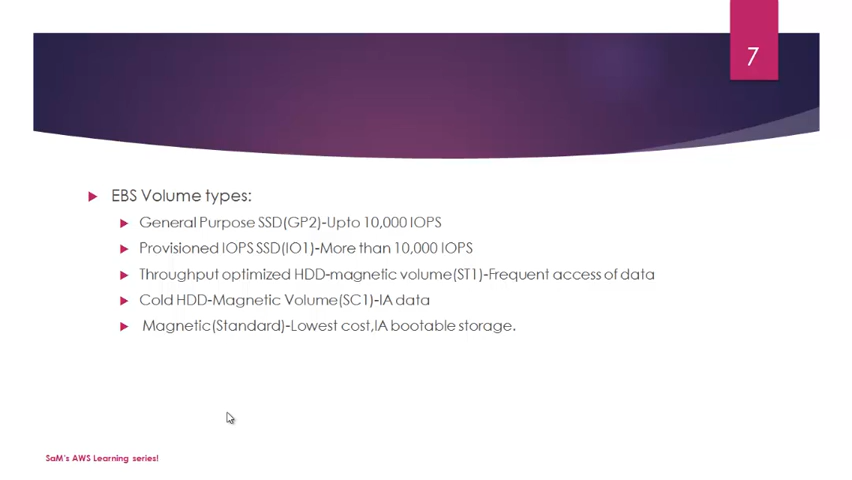 7
EBS Volume types:
General Purpose SSD(GP2)-Upto 10,000 IOPS
Provisioned IOPS SSD(IO1)-More than 10,000 IOPS
Throughput optimized HDD-magnetic volume(ST1)-Frequent access of data
Cold HDD-Magnetic Volume(SC1)-IA data
Magnetic(Standard)-Lowest cost,IA bootable storage.
SaM's AWS Learning series!